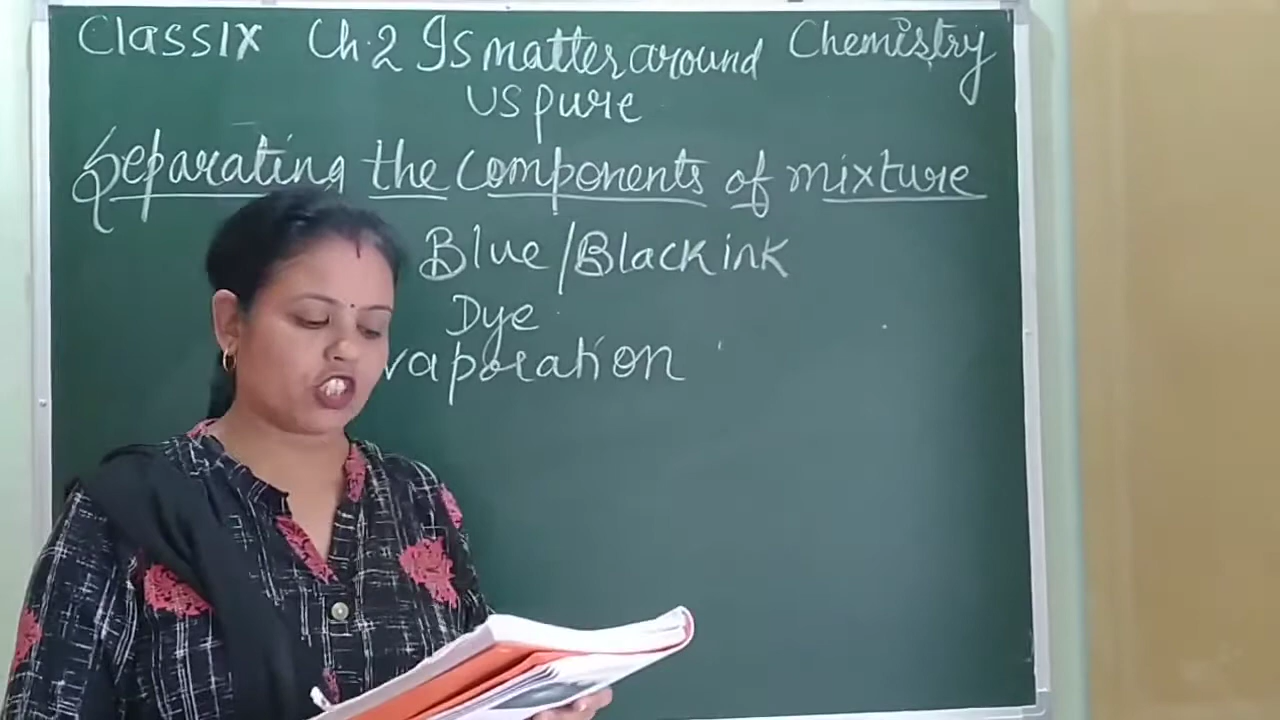 Class IX Ch.2 Is matter around Chemistry
us pure
Separating the components of mixture
Blue/Black ink
Dye
vaporation